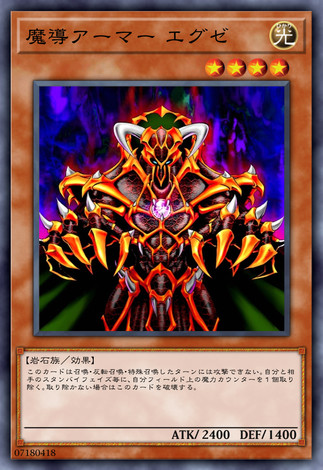 魔導アーマー エグゼ
光
【岩石族／効果】
このカードは召喚・反転召喚・特殊召喚したターンには攻撃できない。自分と相
手のスタンバイフェイズ毎に、自分フィールド上の魔力カウンターを１個取り
除く。取り除かない場合はこのカードを破壊する。
ATK/ 2400 DEF/1400
07180418